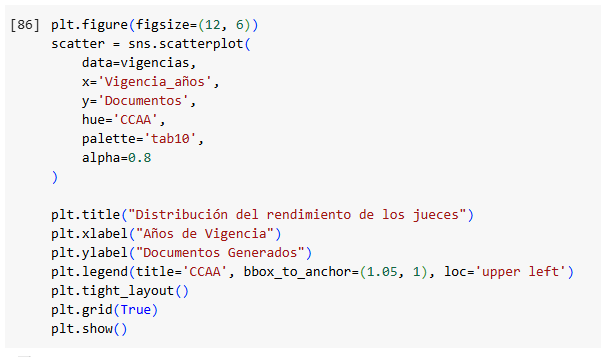 [86] plt.figure(figsize=(12, 6))
scatter = sns.scatterplot(
    data=vigencias,
    x='Vigencia_años',
    y='Documentos',
    hue='CCAA',
    palette='tab10',
    alpha=0.8
)

plt.title("Distribución del rendimiento de los jueces")
plt.xlabel("Años de Vigencia")
plt.ylabel("Documentos Generados")
plt.legend(title='CCAA', bbox_to_anchor=(1.05, 1), loc='upper left')
plt.tight_layout()
plt.grid(True)
plt.show()